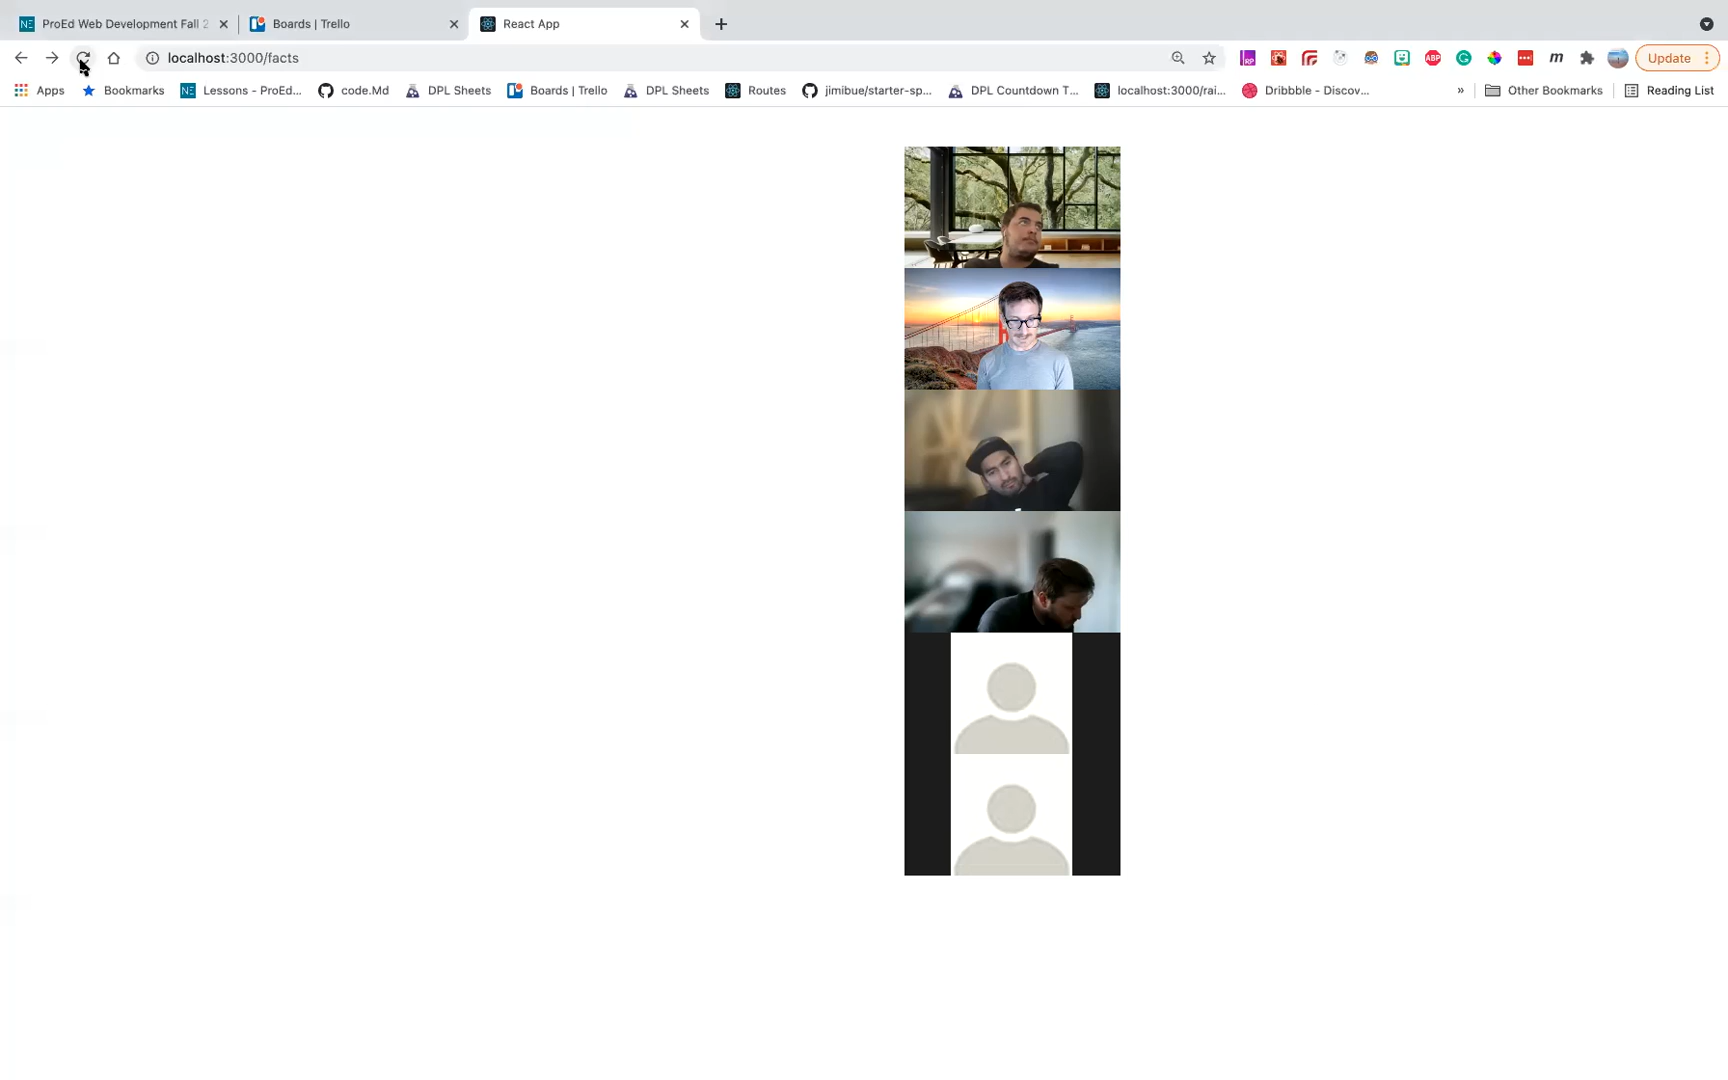 ProEd Web Development Fall 2
Boards | Trello
React App
localhost:3000/facts
Update
Apps
Bookmarks
Lessons - ProEd...
code.Md
DPL Sheets
Boards | Trello
DPL Sheets
Routes
jimibue/starter-sp...
DPL Countdown T...
localhost:3000/rai...
Dribbble - Discov...
»
Other Bookmarks
Reading List